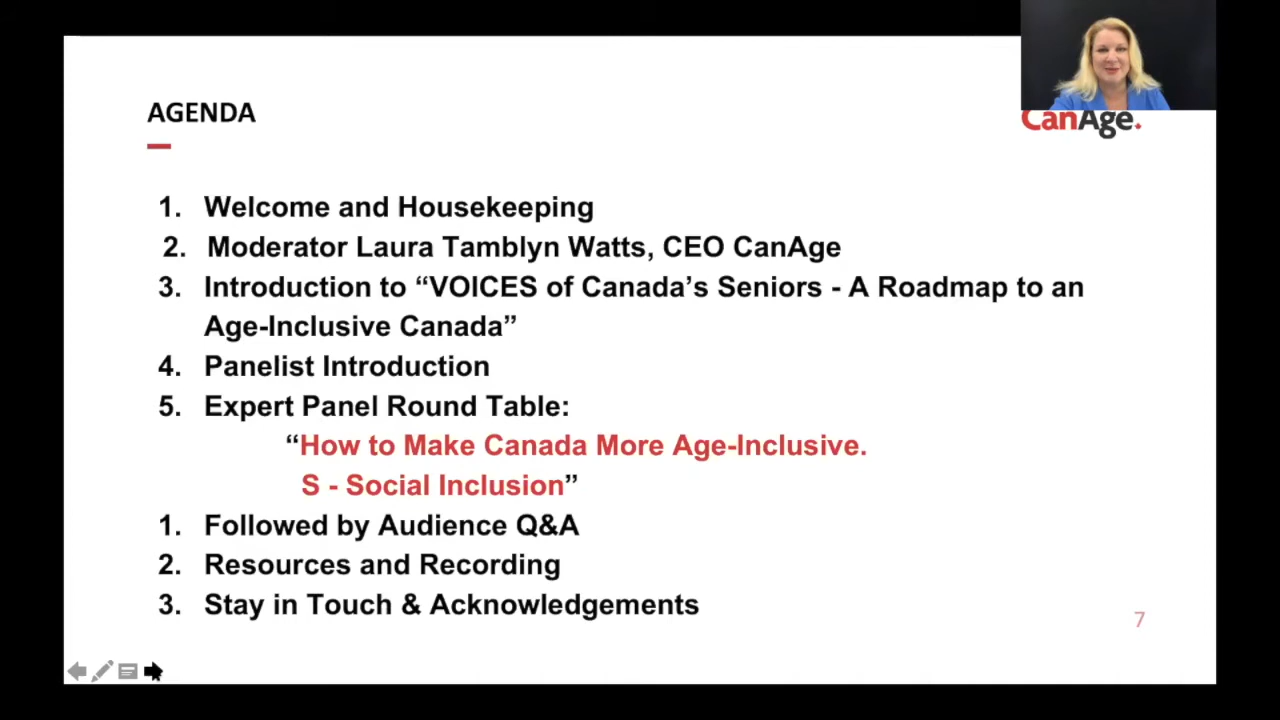 AGENDA
CanAge.
1. Welcome and Housekeeping
2. Moderator Laura Tamblyn Watts, CEO CanAge
3. Introduction to “VOICES of Canada’s Seniors - A Roadmap to an
Age-Inclusive Canada”
4. Panelist Introduction
5. Expert Panel Round Table:
“How to Make Canada More Age-Inclusive.
S - Social Inclusion”
1. Followed by Audience Q&A
2. Resources and Recording
3. Stay in Touch & Acknowledgements
7